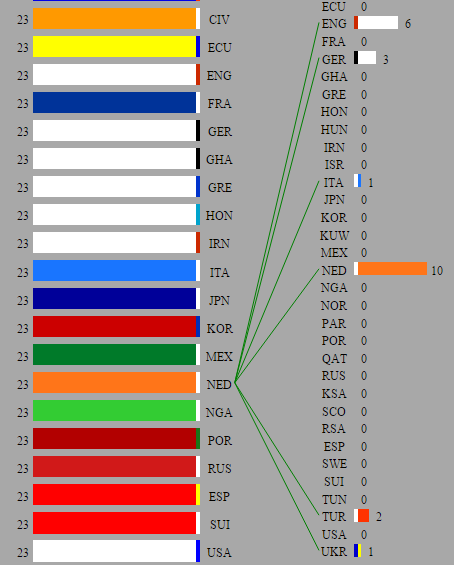 23 CIV
23 ECU
23 ENG
23 FRA
23 GER
23 GHA
23 GRE
23 HON
23 IRN
23 ITA
23 JPN
23 KOR
23 MEX
23 NED
23 NGA
23 POR
23 RUS
23 ESP
23 SUI
23 USA
ECU 0
ENG 6
FRA 0
GER 3
GHA 0
GRE 0
HON 0
HUN 0
IRN 0
ISR 0
ITA 1
JPN 0
KOR 0
KUW 0
MEX 0
NED 10
NGA 0
NOR 0
PAR 0
POR 0
QAT 0
RUS 0
KSA 0
SCO 0
RSA 0
ESP 0
SWE 0
SUI 0
TUN 0
TUR 2
USA 0
UKR 1